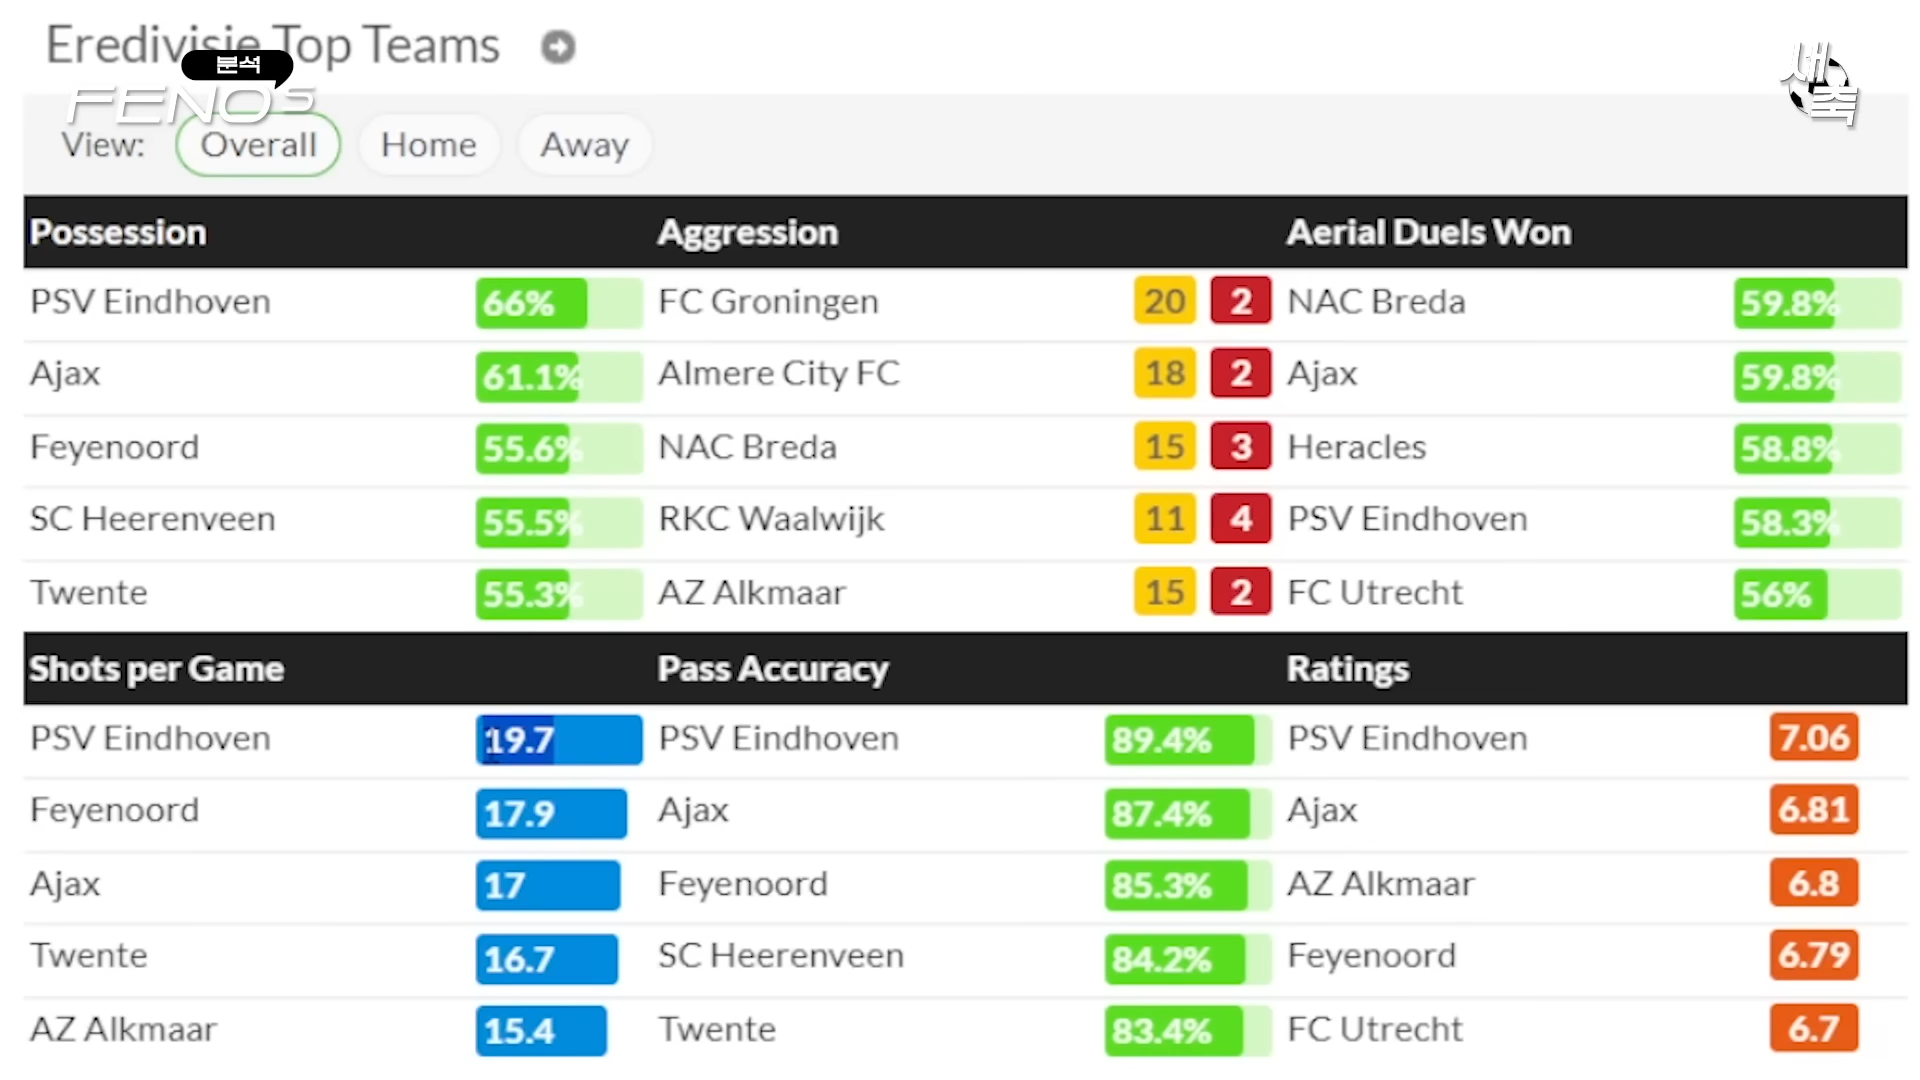 Eredivisie Top Teams
분석
FENO5
세축
View: Overall Home Away
Possession Aggression Aerial Duels Won
PSV Eindhoven 66% FC Groningen 20 2 NAC Breda 59.8%
Ajax 61.1% Almere City FC 18 2 Ajax 59.8%
Feyenoord 55.6% NAC Breda 15 3 Heracles 58.8%
SC Heerenveen 55.5% RKC Waalwijk 11 4 PSV Eindhoven 58.3%
Twente 55.3% AZ Alkmaar 15 2 FC Utrecht 56%
Shots per Game Pass Accuracy Ratings
PSV Eindhoven 19.7 PSV Eindhoven 89.4% PSV Eindhoven 7.06
Feyenoord 17.9 Ajax 87.4% Ajax 6.81
Ajax 17 Feyenoord 85.3% AZ Alkmaar 6.8
Twente 16.7 SC Heerenveen 84.2% Feyenoord 6.79
AZ Alkmaar 15.4 Twente 83.4% FC Utrecht 6.7